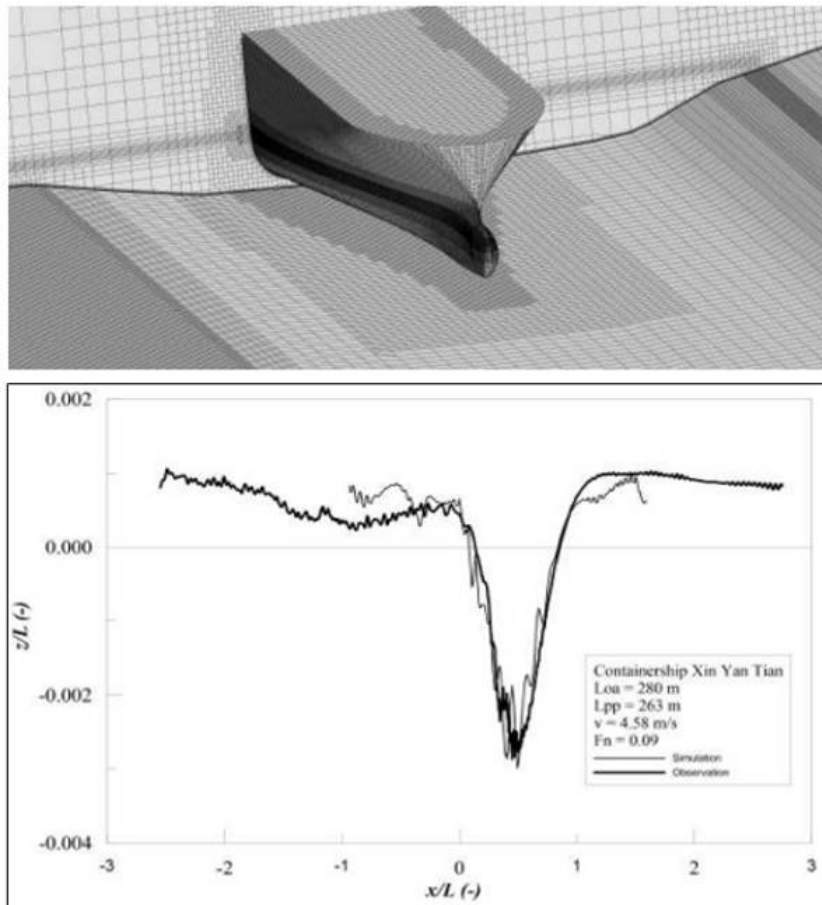 0.002
0.000
-0.002
-0.004
z/L (-)
-3
-2
-1
0
1
2
3
x/L (-)
Containership Xin Yan Tian
Loa = 280 m
Lpp = 263 m
v = 4.58 m/s
Fn = 0.09
Simulation
Observation